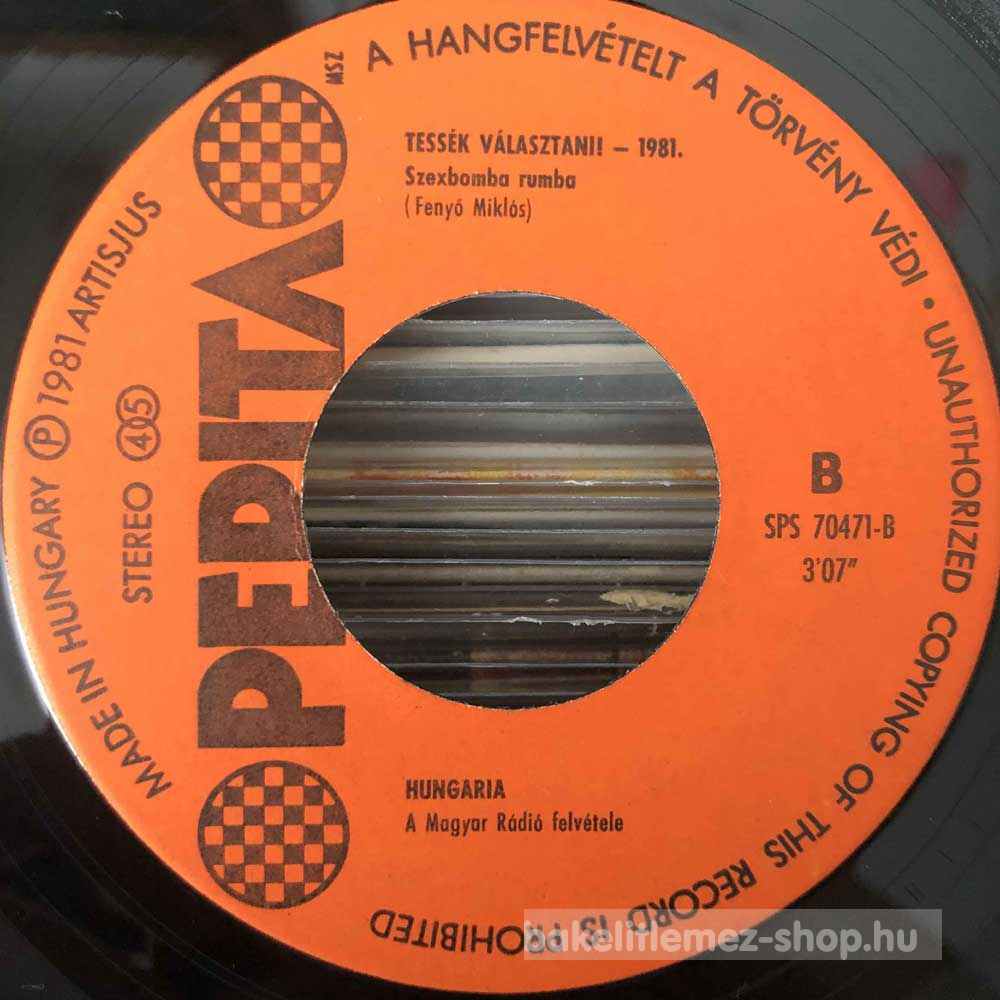 A HANGFELVÉTELT A TÖRVÉNY VÉDI • UNAUTHORIZED COPYING OF THIS RECORD IS PROHIBITED
MSZ
TESSÉK VÁLASZTANI! – 1981.
Szexbomba rumba
(Fenyő Miklós)
PEPITA
MADE IN HUNGARY Ⓟ 1981 ARTISJUS
STEREO 45
B
SPS 70471-B
3'07"
HUNGARIA
A Magyar Rádió felvétele
bakelitlemez-shop.hu